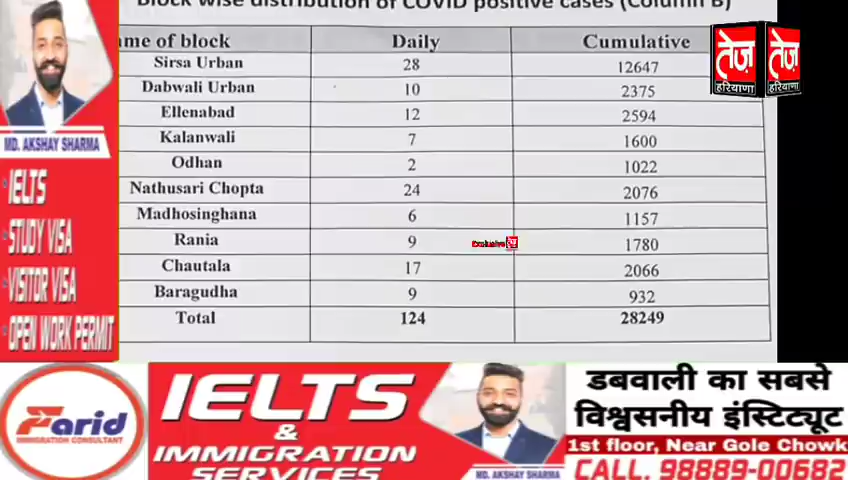 Block wise distribution of COVID positive cases (Column B)
me of block Daily Cumulative
Sirsa Urban 28 12647
Dabwali Urban 10 2375
Ellenabad 12 2594
Kalanwali 7 1600
Odhan 2 1022
Nathusari Chopta 24 2076
Madhosinghana 6 1157
Rania 9 1780
Chautala 17 2066
Baragudha 9 932
Total 124 28249
Exclusive
तेज़
हरियाणा
तेज़
हरियाणा
MD. AKSHAY SHARMA
IELTS
STUDY VISA
VISITOR VISA
OPEN WORK PERMIT
Farid
IMMIGRATION CONSULTANT
IELTS
&
IMMIGRATION
SERVICES
MD. AKSHAY SHARMA
डबवाली का सबसे
विश्वसनीय इंस्टिट्यूट
1st floor, Near Gole Chowk
CALL. 98889-00682